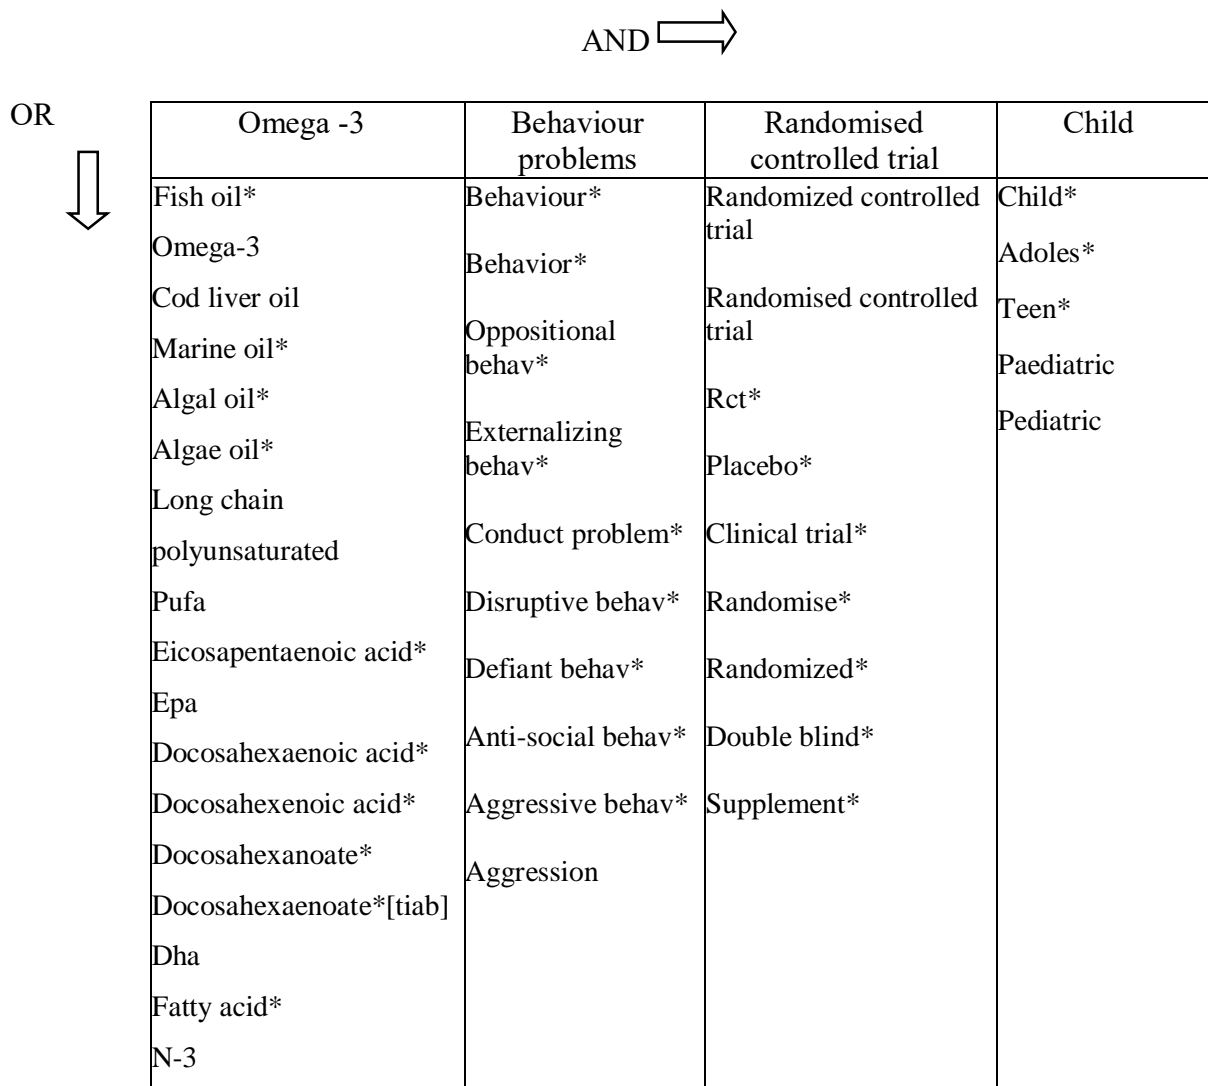 AND
OR
Omega -3
Behaviour
problems
Randomised
controlled trial
Child
Fish oil*
Omega-3
Cod liver oil
Marine oil*
Algal oil*
Algae oil*
Long chain
polyunsaturated
Pufa
Eicosapentaenoic acid*
Epa
Docosahexaenoic acid*
Docosahexenoic acid*
Docosahexanoate*
Docosahexaenoate*[tiab]
Dha
Fatty acid*
N-3
Behaviour*
Behavior*
Oppositional
behav*
Externalizing
behav*
Conduct problem*
Disruptive behav*
Defiant behav*
Anti-social behav*
Aggressive behav*
Aggression
Randomized controlled
trial
Randomised controlled
trial
Rct*
Placebo*
Clinical trial*
Randomise*
Randomized*
Double blind*
Supplement*
Child*
Adoles*
Teen*
Paediatric
Pediatric